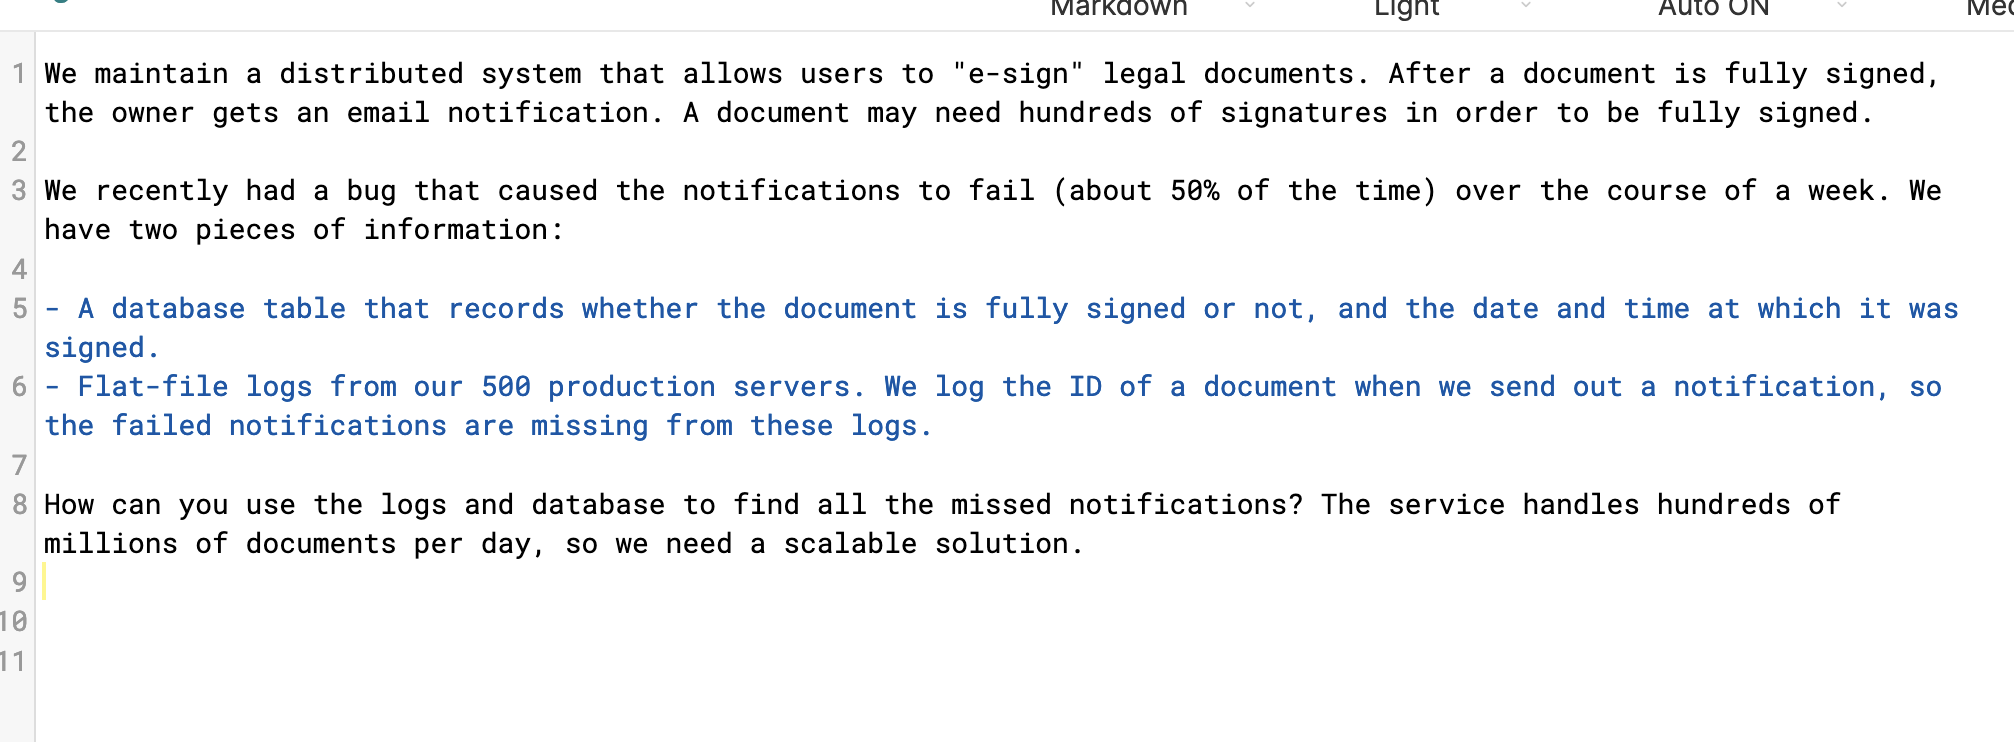 Markdown Light Auto ON
1 We maintain a distributed system that allows users to "e-sign" legal documents. After a document is fully signed,
the owner gets an email notification. A document may need hundreds of signatures in order to be fully signed.
2
3 We recently had a bug that caused the notifications to fail (about 50% of the time) over the course of a week. We
have two pieces of information:
4
5 - A database table that records whether the document is fully signed or not, and the date and time at which it was
signed.
6 - Flat-file logs from our 500 production servers. We log the ID of a document when we send out a notification, so
the failed notifications are missing from these logs.
7
8 How can you use the logs and database to find all the missed notifications? The service handles hundreds of
millions of documents per day, so we need a scalable solution.
9
10
11